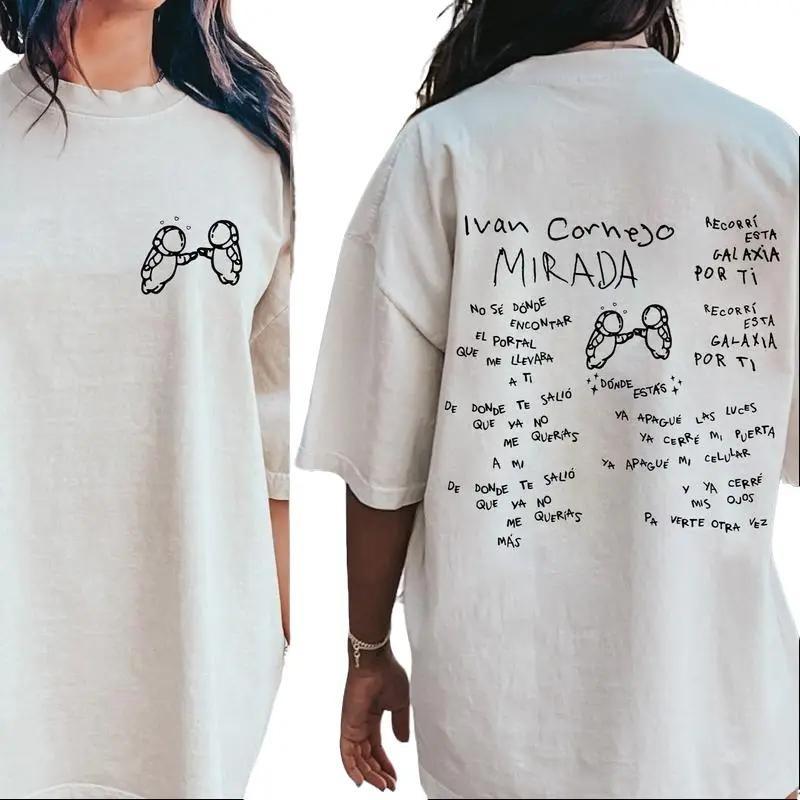 Ivan Cornejo
MIRADA
NO SÉ DÓNDE
ENCONTAR
EL PORTAL
QUE ME LLEVABA
A TI
DE DONDE TE SALIÓ
QUE YA NO
ME QUERÍAS
A MI
DE DONDE TE SALIÓ
QUE YA NO
ME QUERÍAS
MÁS
RECORRÍ
ESTA
GALAXIA
POR TI
RECORRÍ
ESTA
GALAXIA
POR TI
DÓNDE
ESTÁS
YA APAGUÉ LAS LUCES
YA CERRÉ MI PUERTA
YA APAGUÉ MI CELULAR
Y YA CERRÉ
MIS OJOS
PA VERTE OTRA VEZ